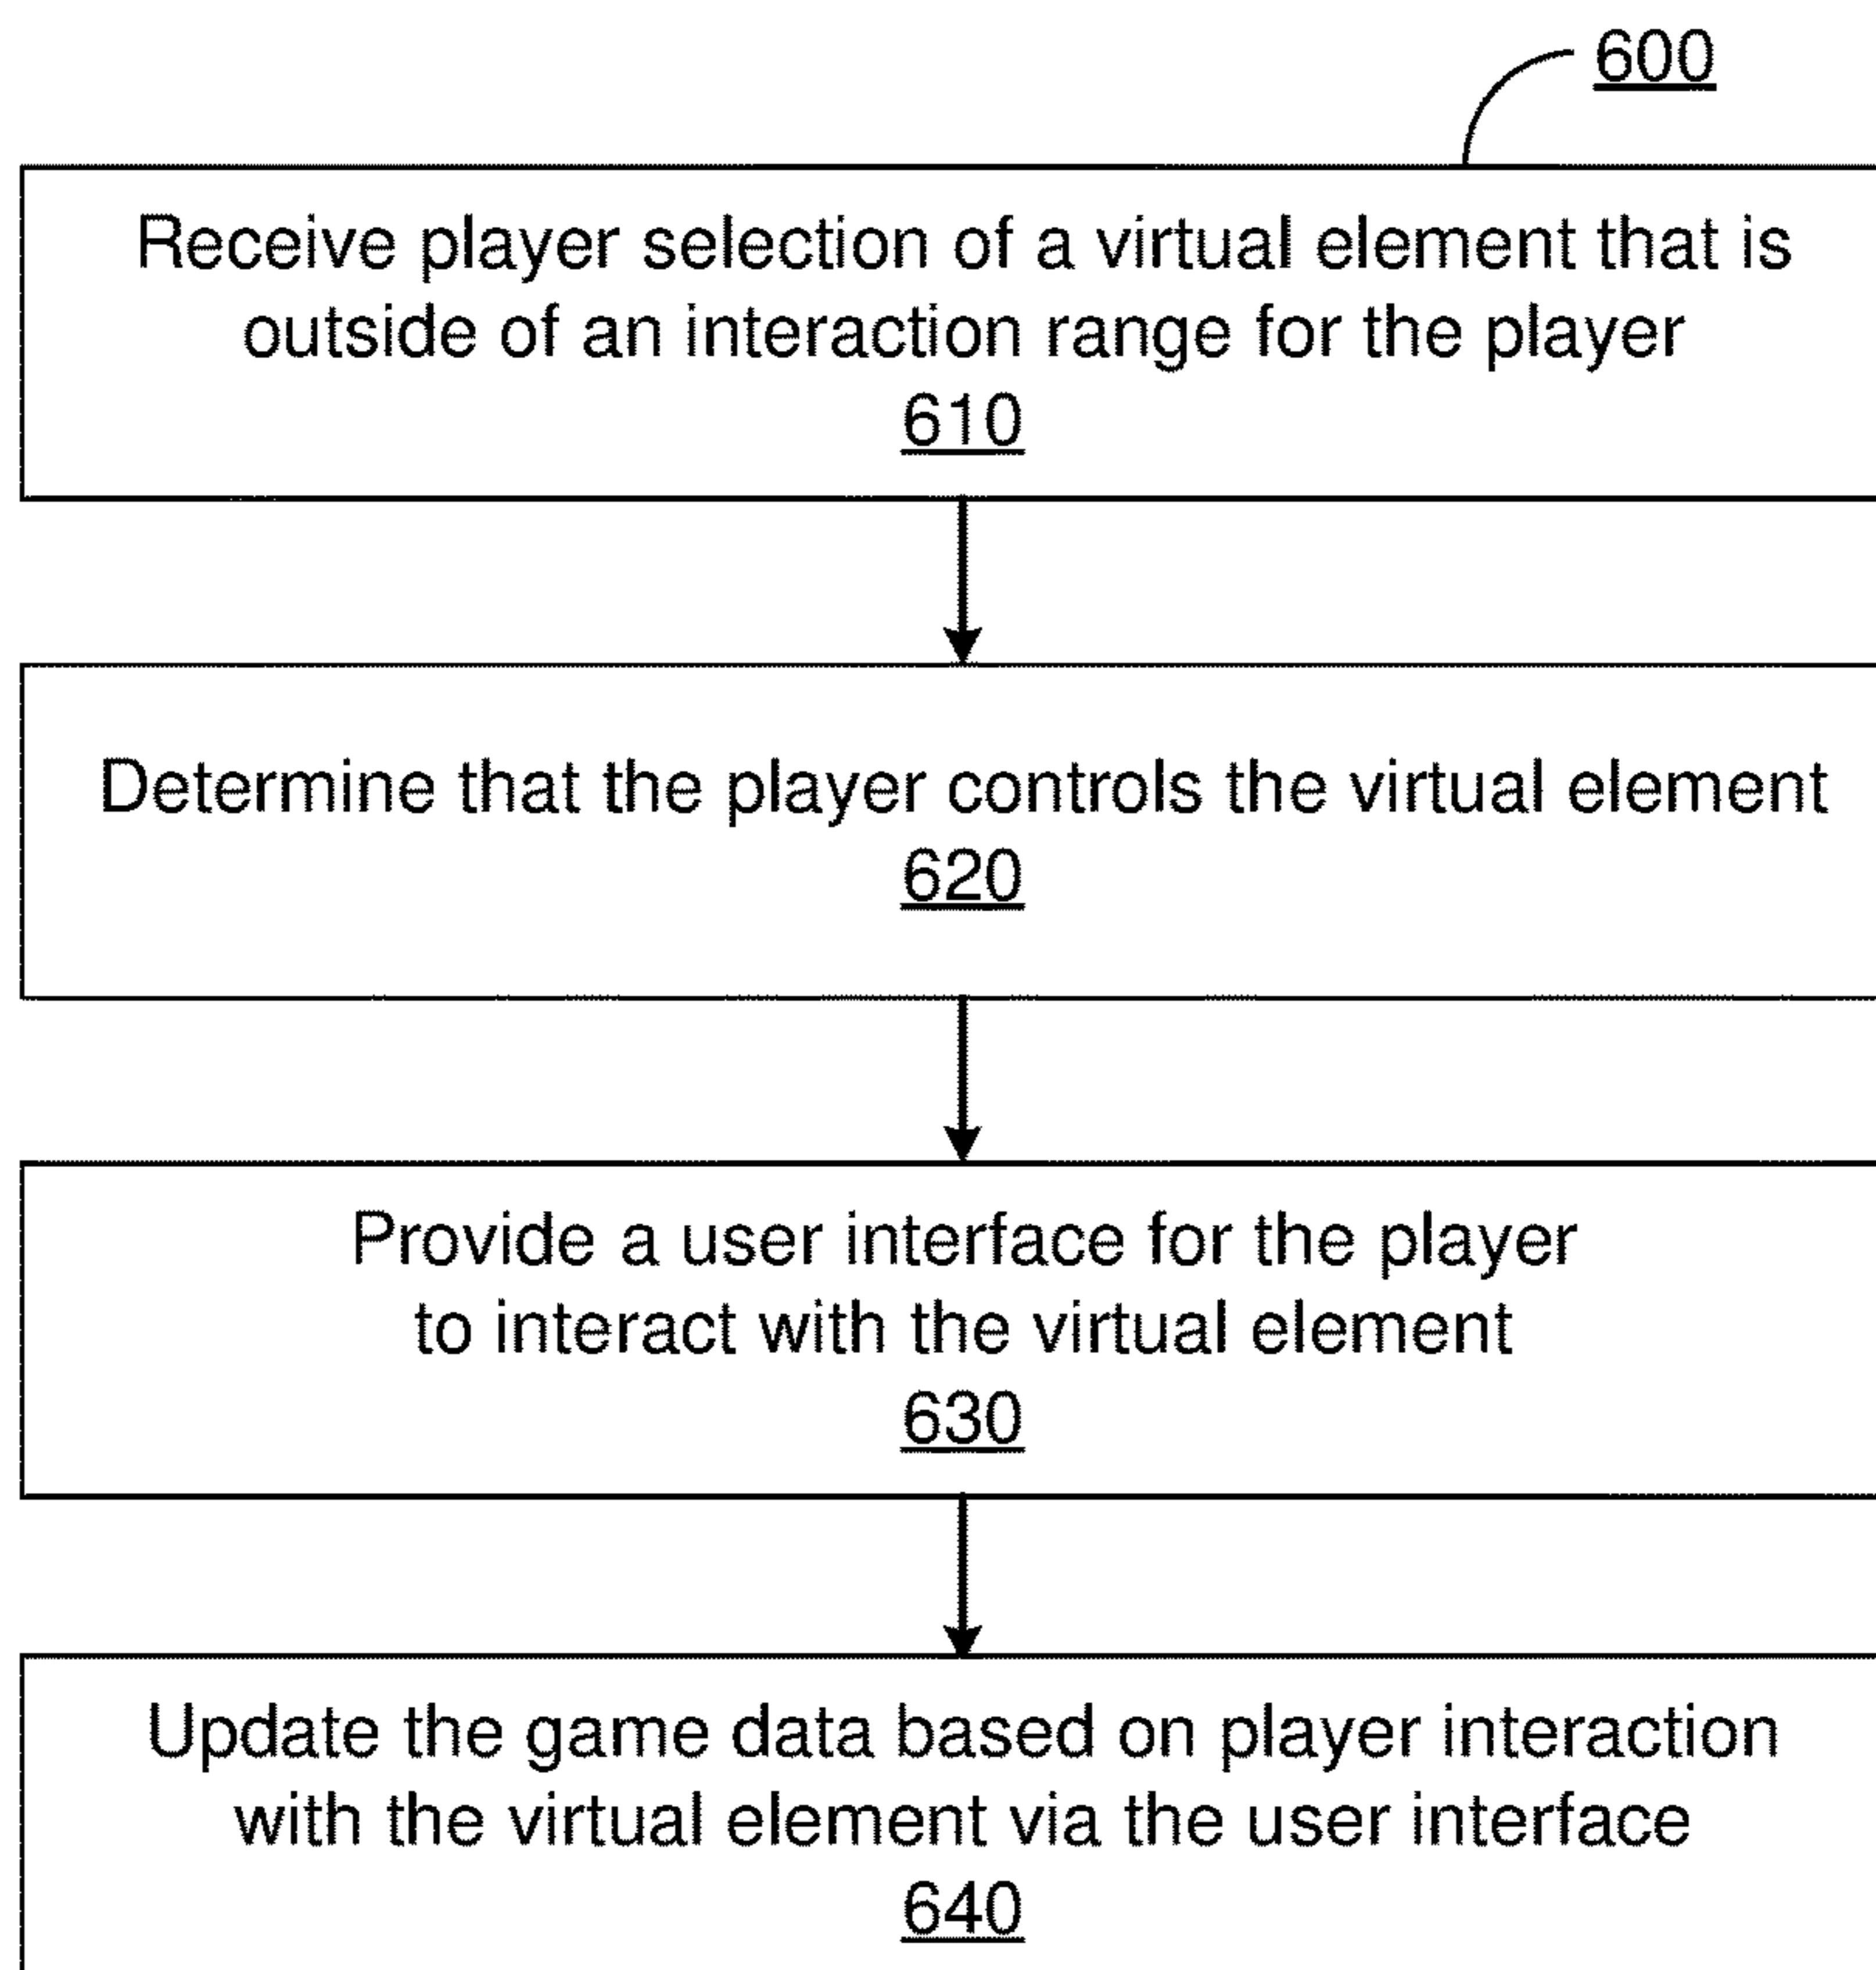 600
Receive player selection of a virtual element that is
outside of an interaction range for the player
610
Determine that the player controls the virtual element
620
Provide a user interface for the player
to interact with the virtual element
630
Update the game data based on player interaction
with the virtual element via the user interface
640